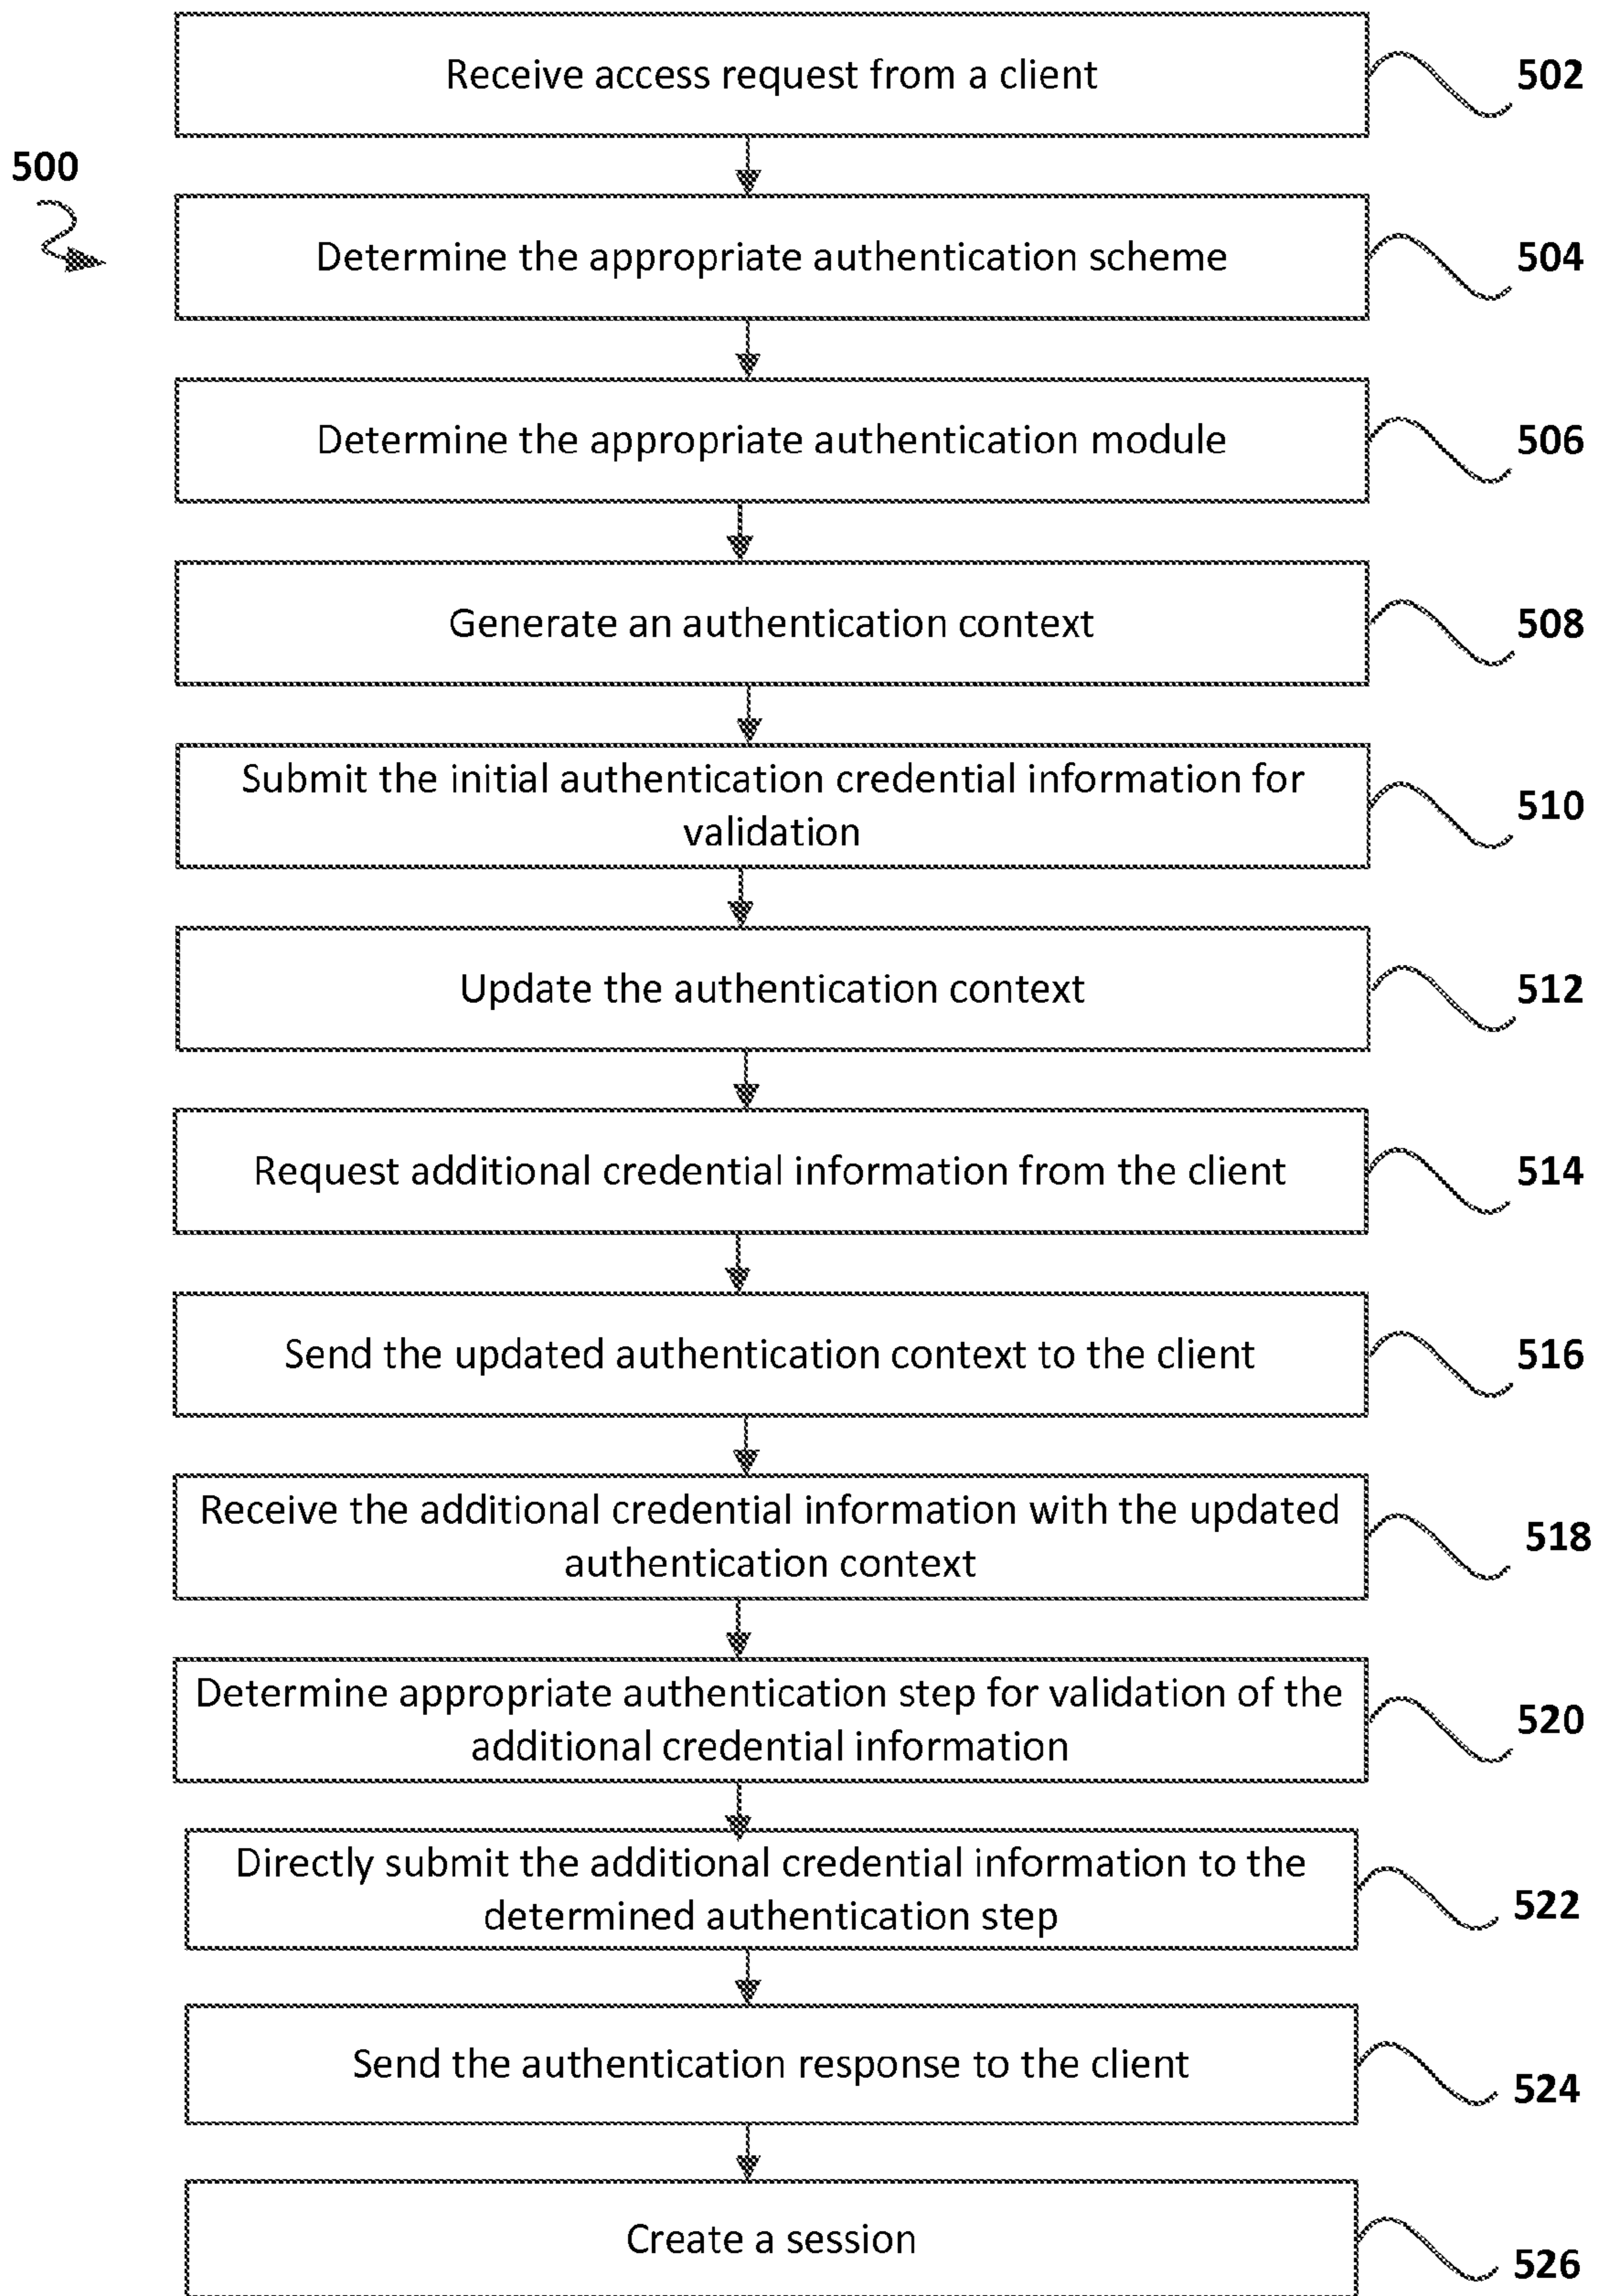 Receive access request from a client
502
500
Determine the appropriate authentication scheme
504
Determine the appropriate authentication module
506
Generate an authentication context
508
Submit the initial authentication credential information for
validation
510
Update the authentication context
512
Request additional credential information from the client
514
Send the updated authentication context to the client
516
Receive the additional credential information with the updated
authentication context
518
Determine appropriate authentication step for validation of the
additional credential information
520
Directly submit the additional credential information to the
determined authentication step
522
Send the authentication response to the client
524
Create a session
526